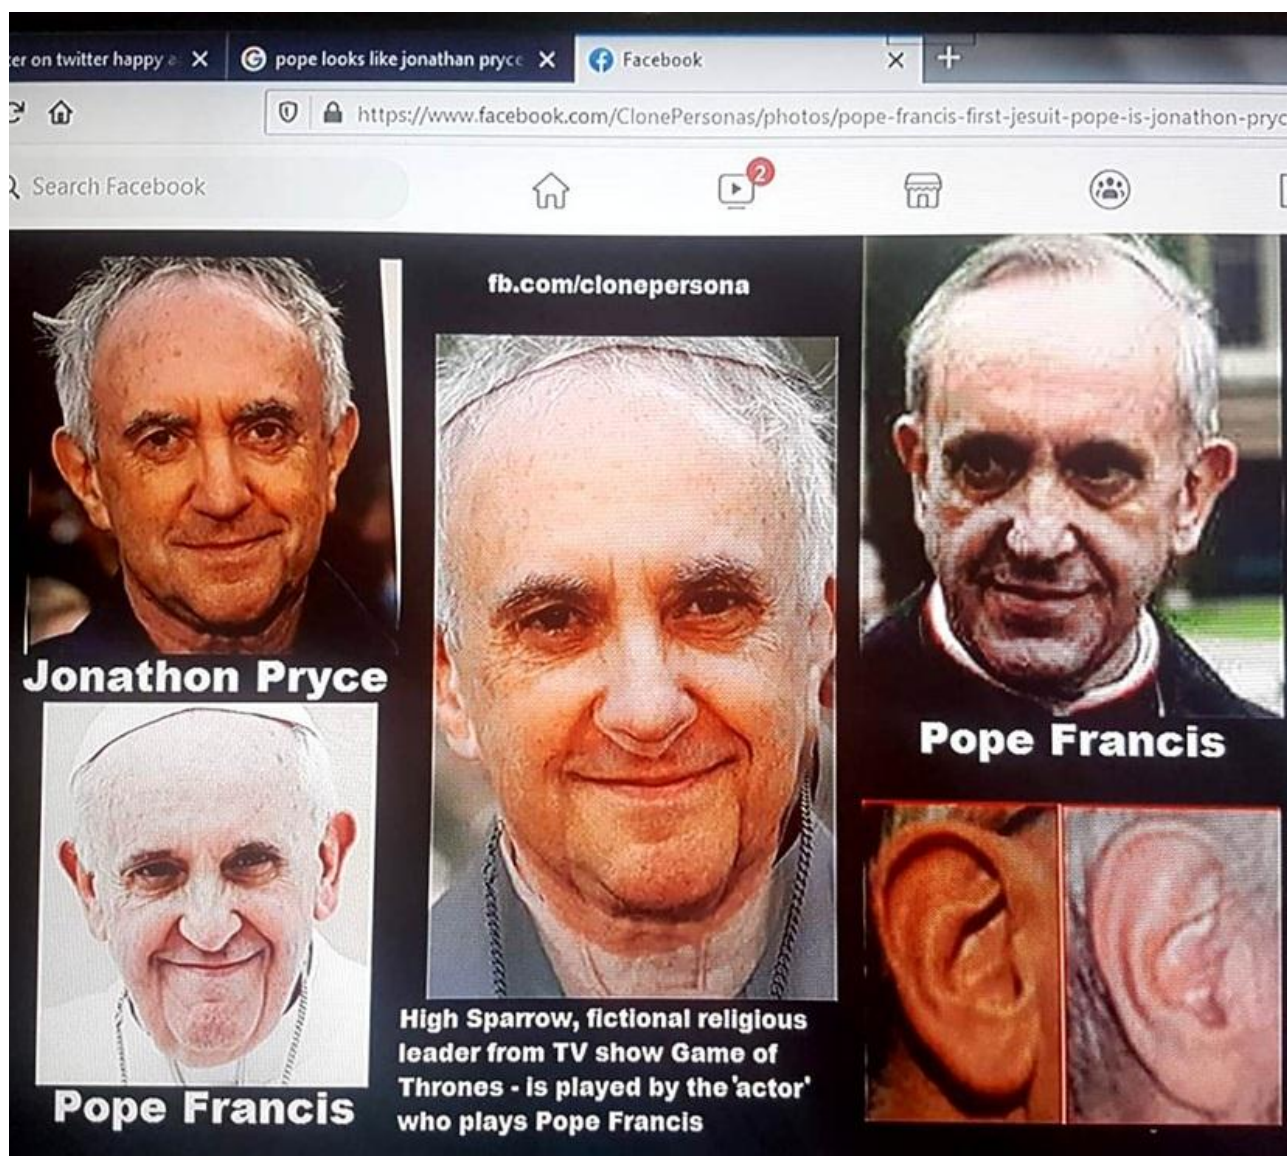 er on twitter happy a
pope looks like jonathan pryce
Facebook
https://www.facebook.com/ClonePersonas/photos/pope-francis-first-jesuit-pope-is-jonathon-pryc
Search Facebook
2
fb.com/clonepersona
Jonathon Pryce
Pope Francis
Pope Francis
High Sparrow, fictional religious
leader from TV show Game of
Thrones - is played by the 'actor'
who plays Pope Francis